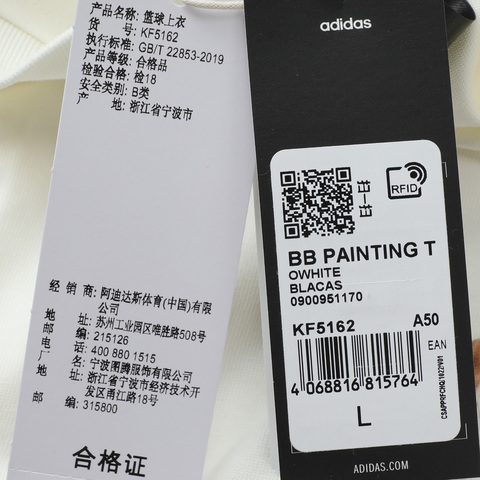 产品名称: 篮球上衣
货 号: KF5162
执行标准: GB/T 22853-2019
产品等级: 合格品
检验合格: 检18
安全类别: B类
产 地: 浙江省宁波市
经 销 商: 阿迪达斯体育(中国)有限
公司
地 址: 苏州工业园区唯胜路508号
邮 编: 215126
电 话: 400 880 1515
厂 名: 宁波图腾服饰有限公司
地 址: 浙江省宁波市经济技术开
发区甬江路18号
邮 编: 315800
合格证
adidas
RFID
11-11
BB PAINTING T
OWHITE
BLACAS
0900951170
KF5162 A50
EAN
4 068816 815764
L
ADIDAS.COM